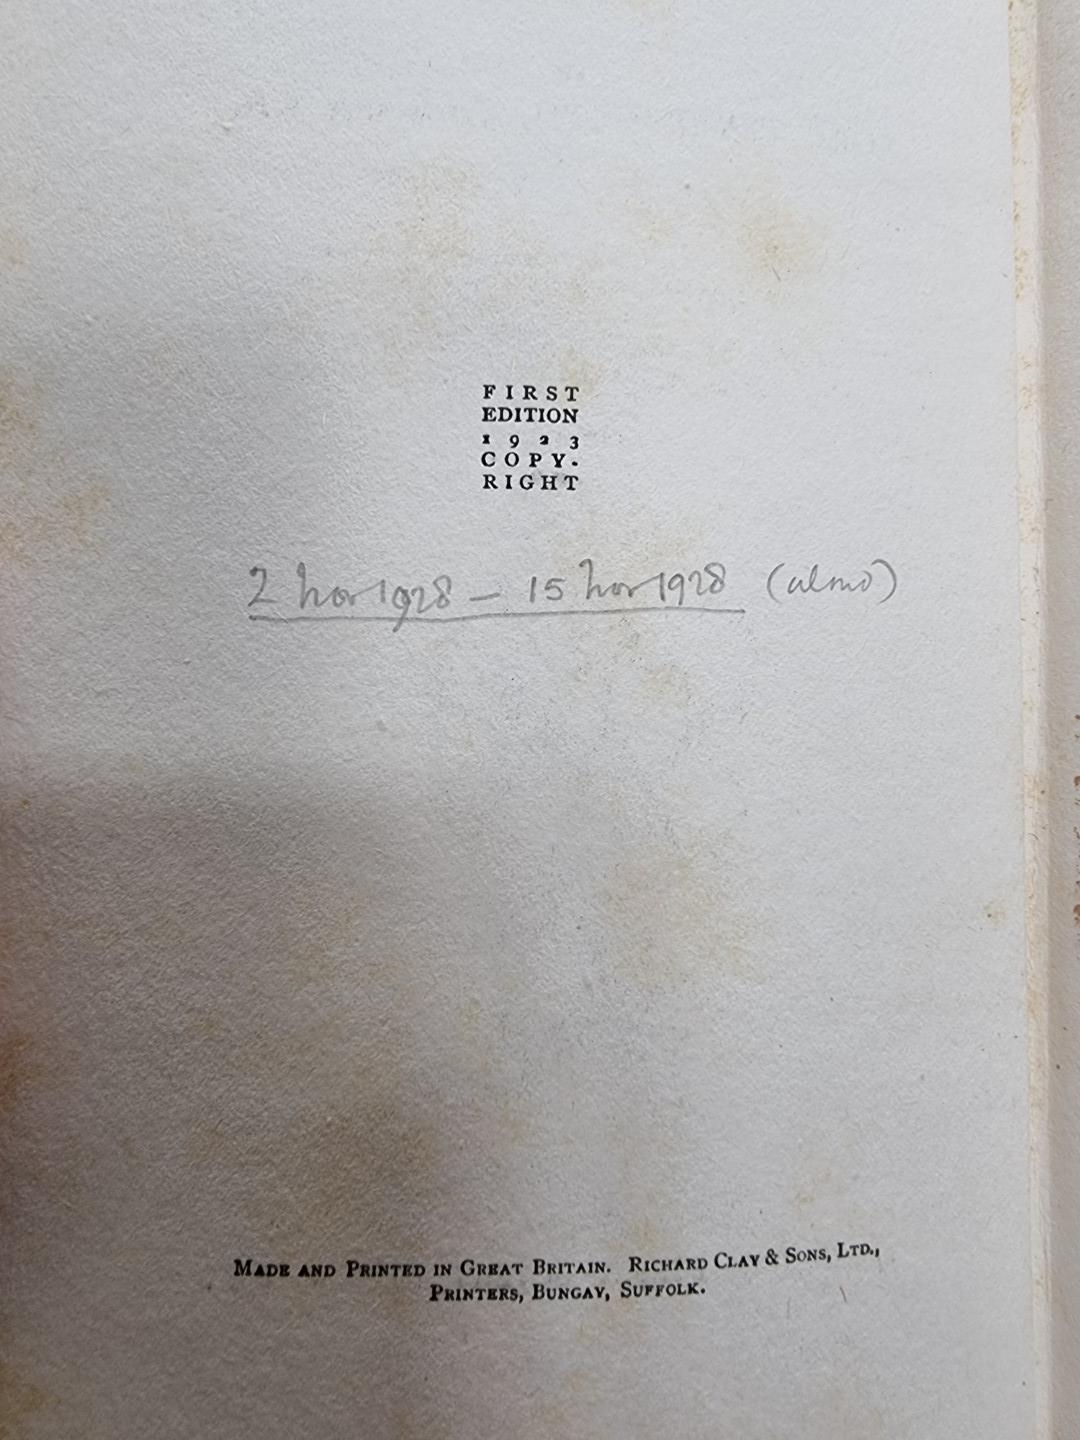 FIRST
EDITION
1923
COPY-
RIGHT
2 Nov 1928 — 15 Nov 1928
MADE AND PRINTED IN GREAT BRITAIN. RICHARD CLAY & SONS, LTD.,
PRINTERS, BUNGAY, SUFFOLK.